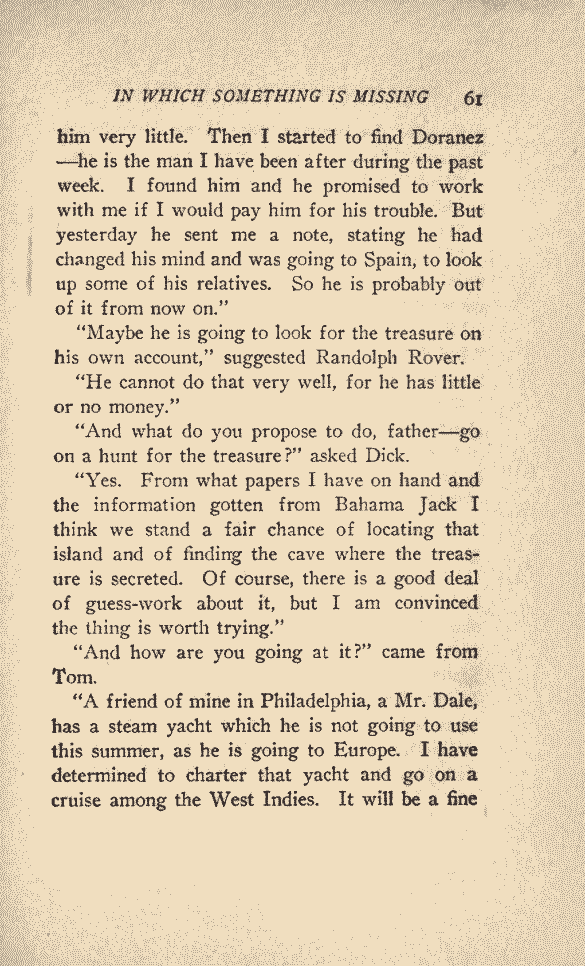 IN WHICH SOMETHING IS MISSING 61
him very little. Then I started to find Doranez
—he is the man I have been after during the past
week. I found him and he promised to work
with me if I would pay him for his trouble. But
yesterday he sent me a note, stating he had
changed his mind and was going to Spain, to look
up some of his relatives. So he is probably out
of it from now on.”
“Maybe he is going to look for the treasure on
his own account,” suggested Randolph Rover.
“He cannot do that very well, for he has little
or no money.”
“And what do you propose to do, father—go
on a hunt for the treasure?” asked Dick.
“Yes. From what papers I have on hand and
the information gotten from Bahama Jack I
think we stand a fair chance of locating that
island and of finding the cave where the treas-
ure is secreted. Of course, there is a good deal
of guess-work about it, but I am convinced
the thing is worth trying.”
“And how are you going at it?” came from
Tom.
“A friend of mine in Philadelphia, a Mr. Dale,
has a steam yacht which he is not going to use
this summer, as he is going to Europe. I have
determined to charter that yacht and go on a
cruise among the West Indies. It will be a fine